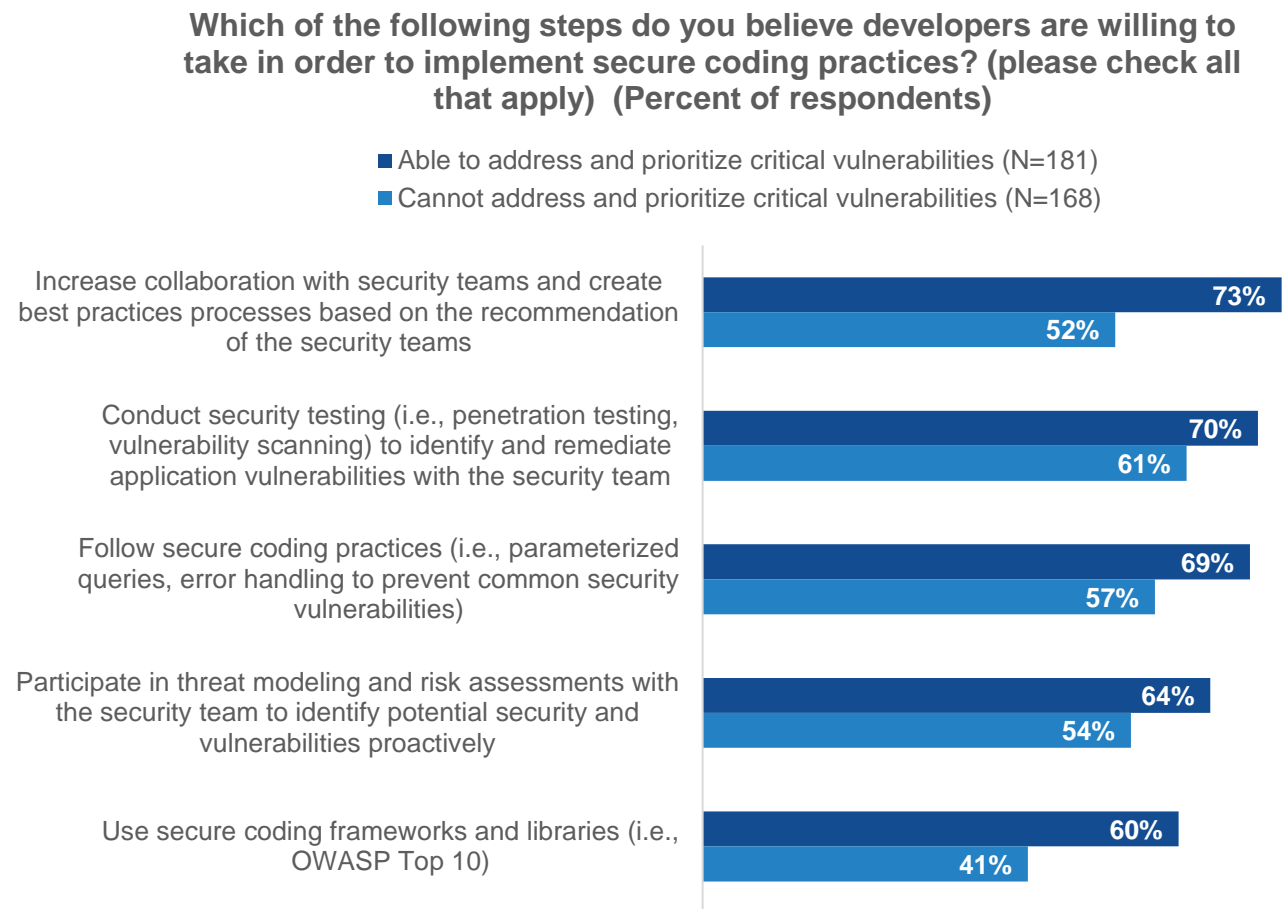 Which of the following steps do you believe developers are willing to
take in order to implement secure coding practices? (please check all
that apply)  (Percent of respondents)
Able to address and prioritize critical vulnerabilities (N=181)
Cannot address and prioritize critical vulnerabilities (N=168)
Increase collaboration with security teams and create
best practices processes based on the recommendation
of the security teams
73%
52%
Conduct security testing (i.e., penetration testing,
vulnerability scanning) to identify and remediate
application vulnerabilities with the security team
70%
61%
Follow secure coding practices (i.e., parameterized
queries, error handling to prevent common security
vulnerabilities)
69%
57%
Participate in threat modeling and risk assessments with
the security team to identify potential security and
vulnerabilities proactively
64%
54%
Use secure coding frameworks and libraries (i.e.,
OWASP Top 10)
60%
41%